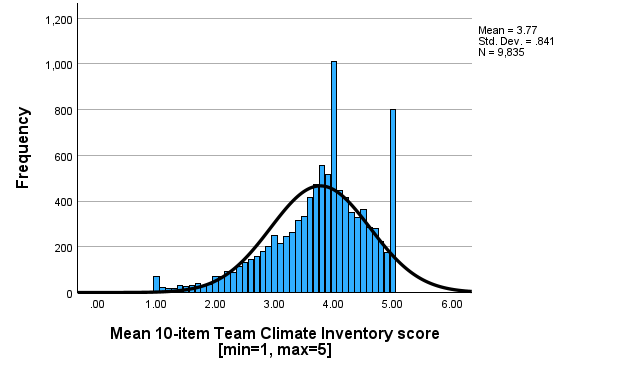 1,200
1,000
800
600
400
200
0
Frequency
.00 1.00 2.00 3.00 4.00 5.00 6.00
Mean 10-item Team Climate Inventory score
[min=1, max=5]
Mean = 3.77
Std. Dev. = .841
N = 9,835